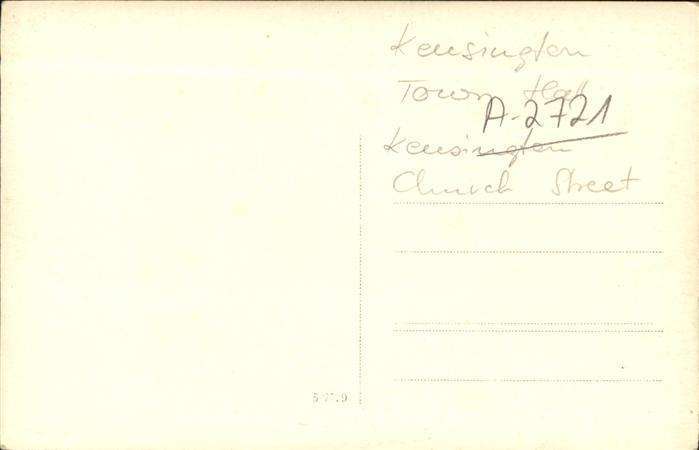 Kensington
Town Hall
A-2721
Kensington
Church Street